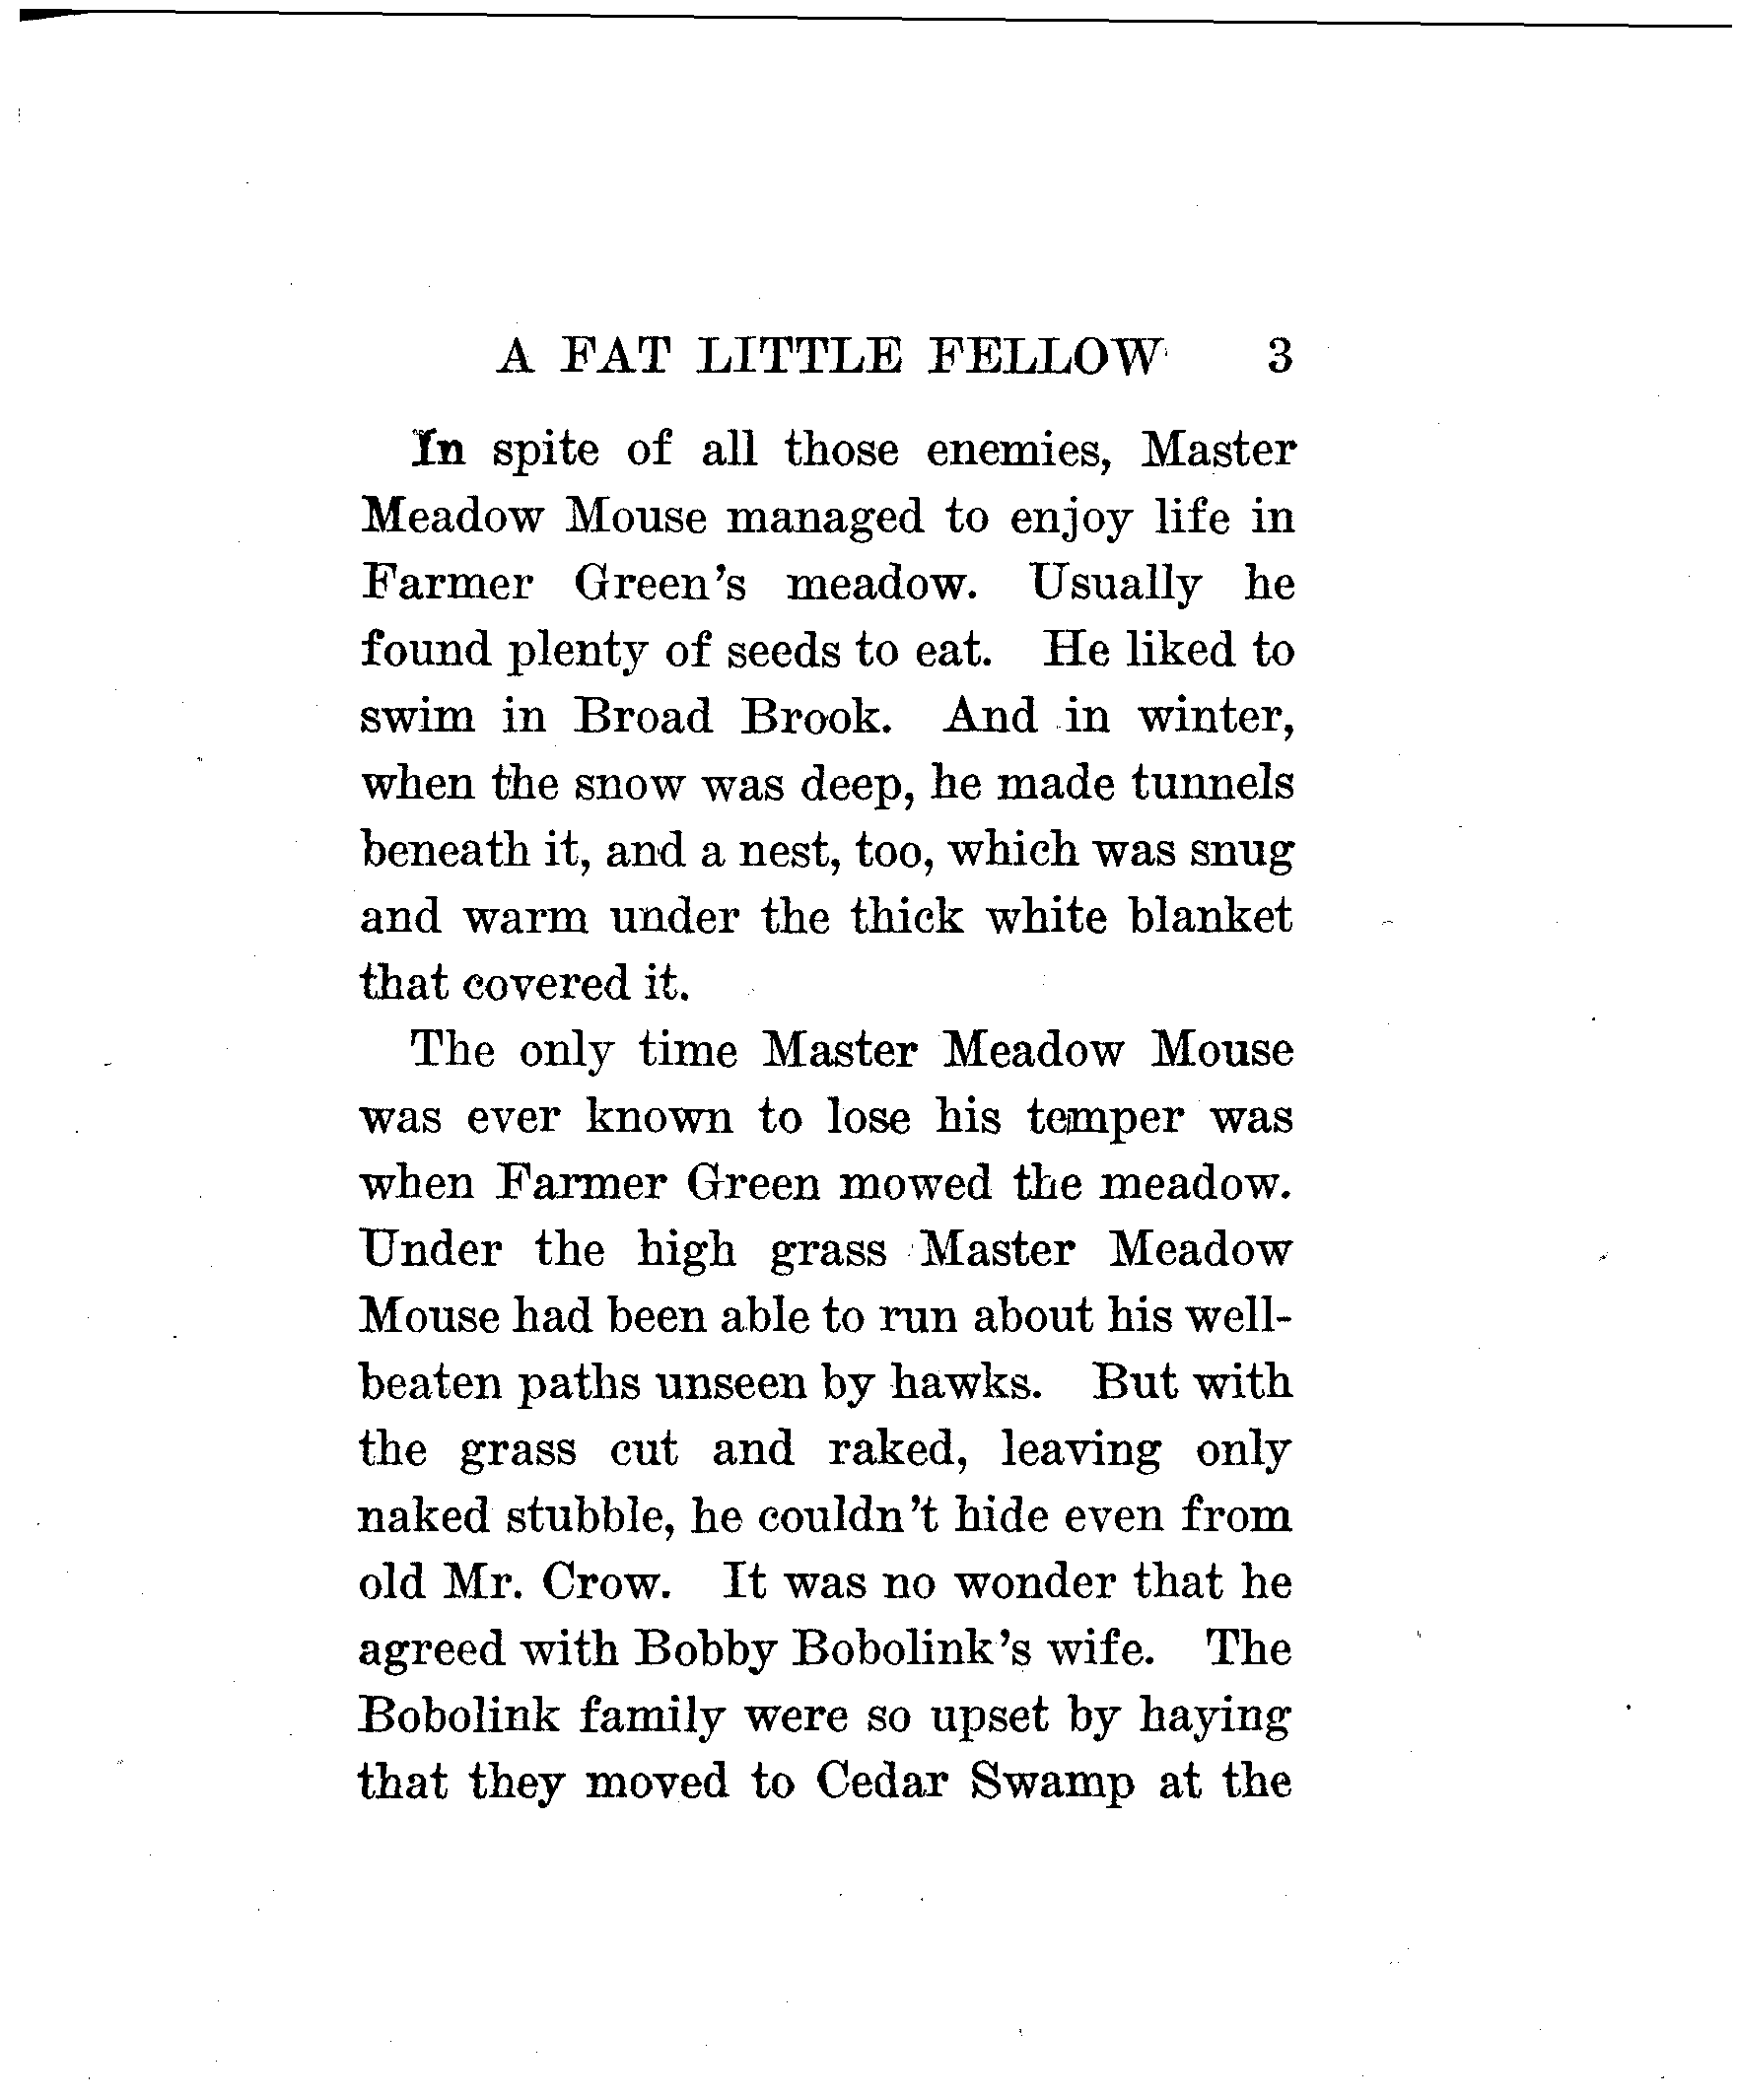 A FAT LITTLE FELLOW 3
In spite of all those enemies, Master
Meadow Mouse managed to enjoy life in
Farmer Green's meadow. Usually he
found plenty of seeds to eat. He liked to
swim in Broad Brook. And in winter,
when the snow was deep, he made tunnels
beneath it, and a nest, too, which was snug
and warm under the thick white blanket
that covered it.
The only time Master Meadow Mouse
was ever known to lose his temper was
when Farmer Green mowed the meadow.
Under the high grass Master Meadow
Mouse had been able to run about his well-
beaten paths unseen by hawks. But with
the grass cut and raked, leaving only
naked stubble, he couldn't hide even from
old Mr. Crow. It was no wonder that he
agreed with Bobby Bobolink's wife. The
Bobolink family were so upset by haying
that they moved to Cedar Swamp at the